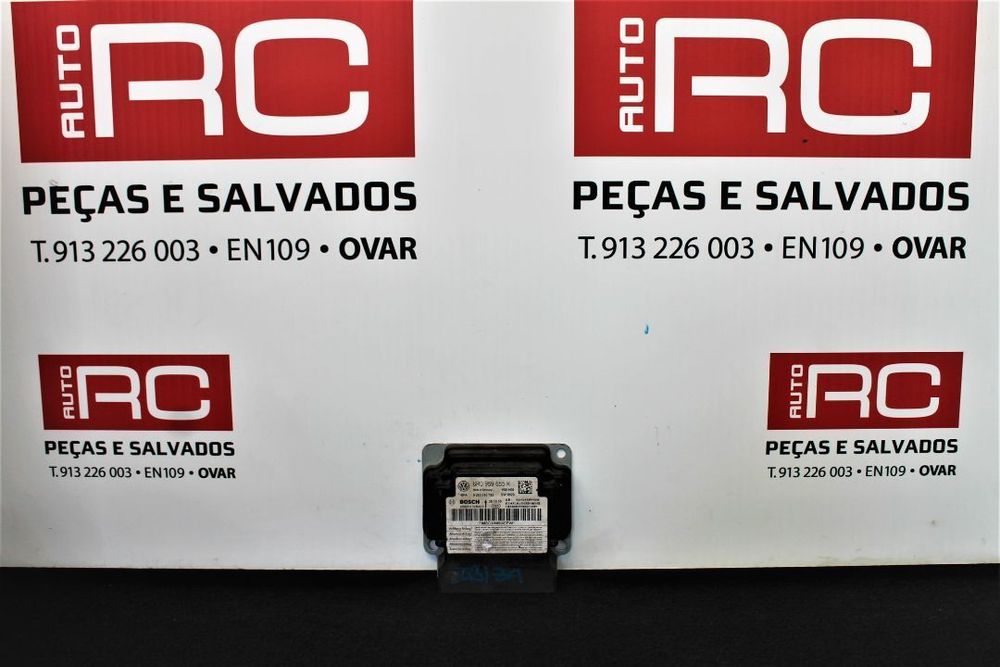 AUTO RC
PEÇAS E SALVADOS
T. 913 226 003 • EN109 • OVAR
AUTO RC
PEÇAS E SALVADOS
T. 913 226 003 • EN109 • OVAR
AUTO RC
PEÇAS E SALVADOS
T. 913 226 003 • EN109 • OVAR
AUTO RC
PEÇAS E SALVADOS
T. 913 226 003 • EN109 • OVAR
BOSCH